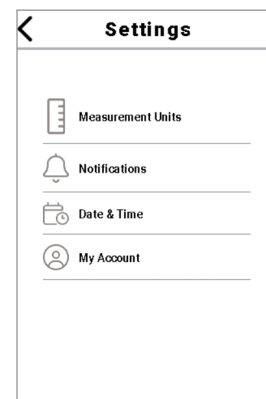 Settings
Measurement Units
Notifications
Date & Time
My Account